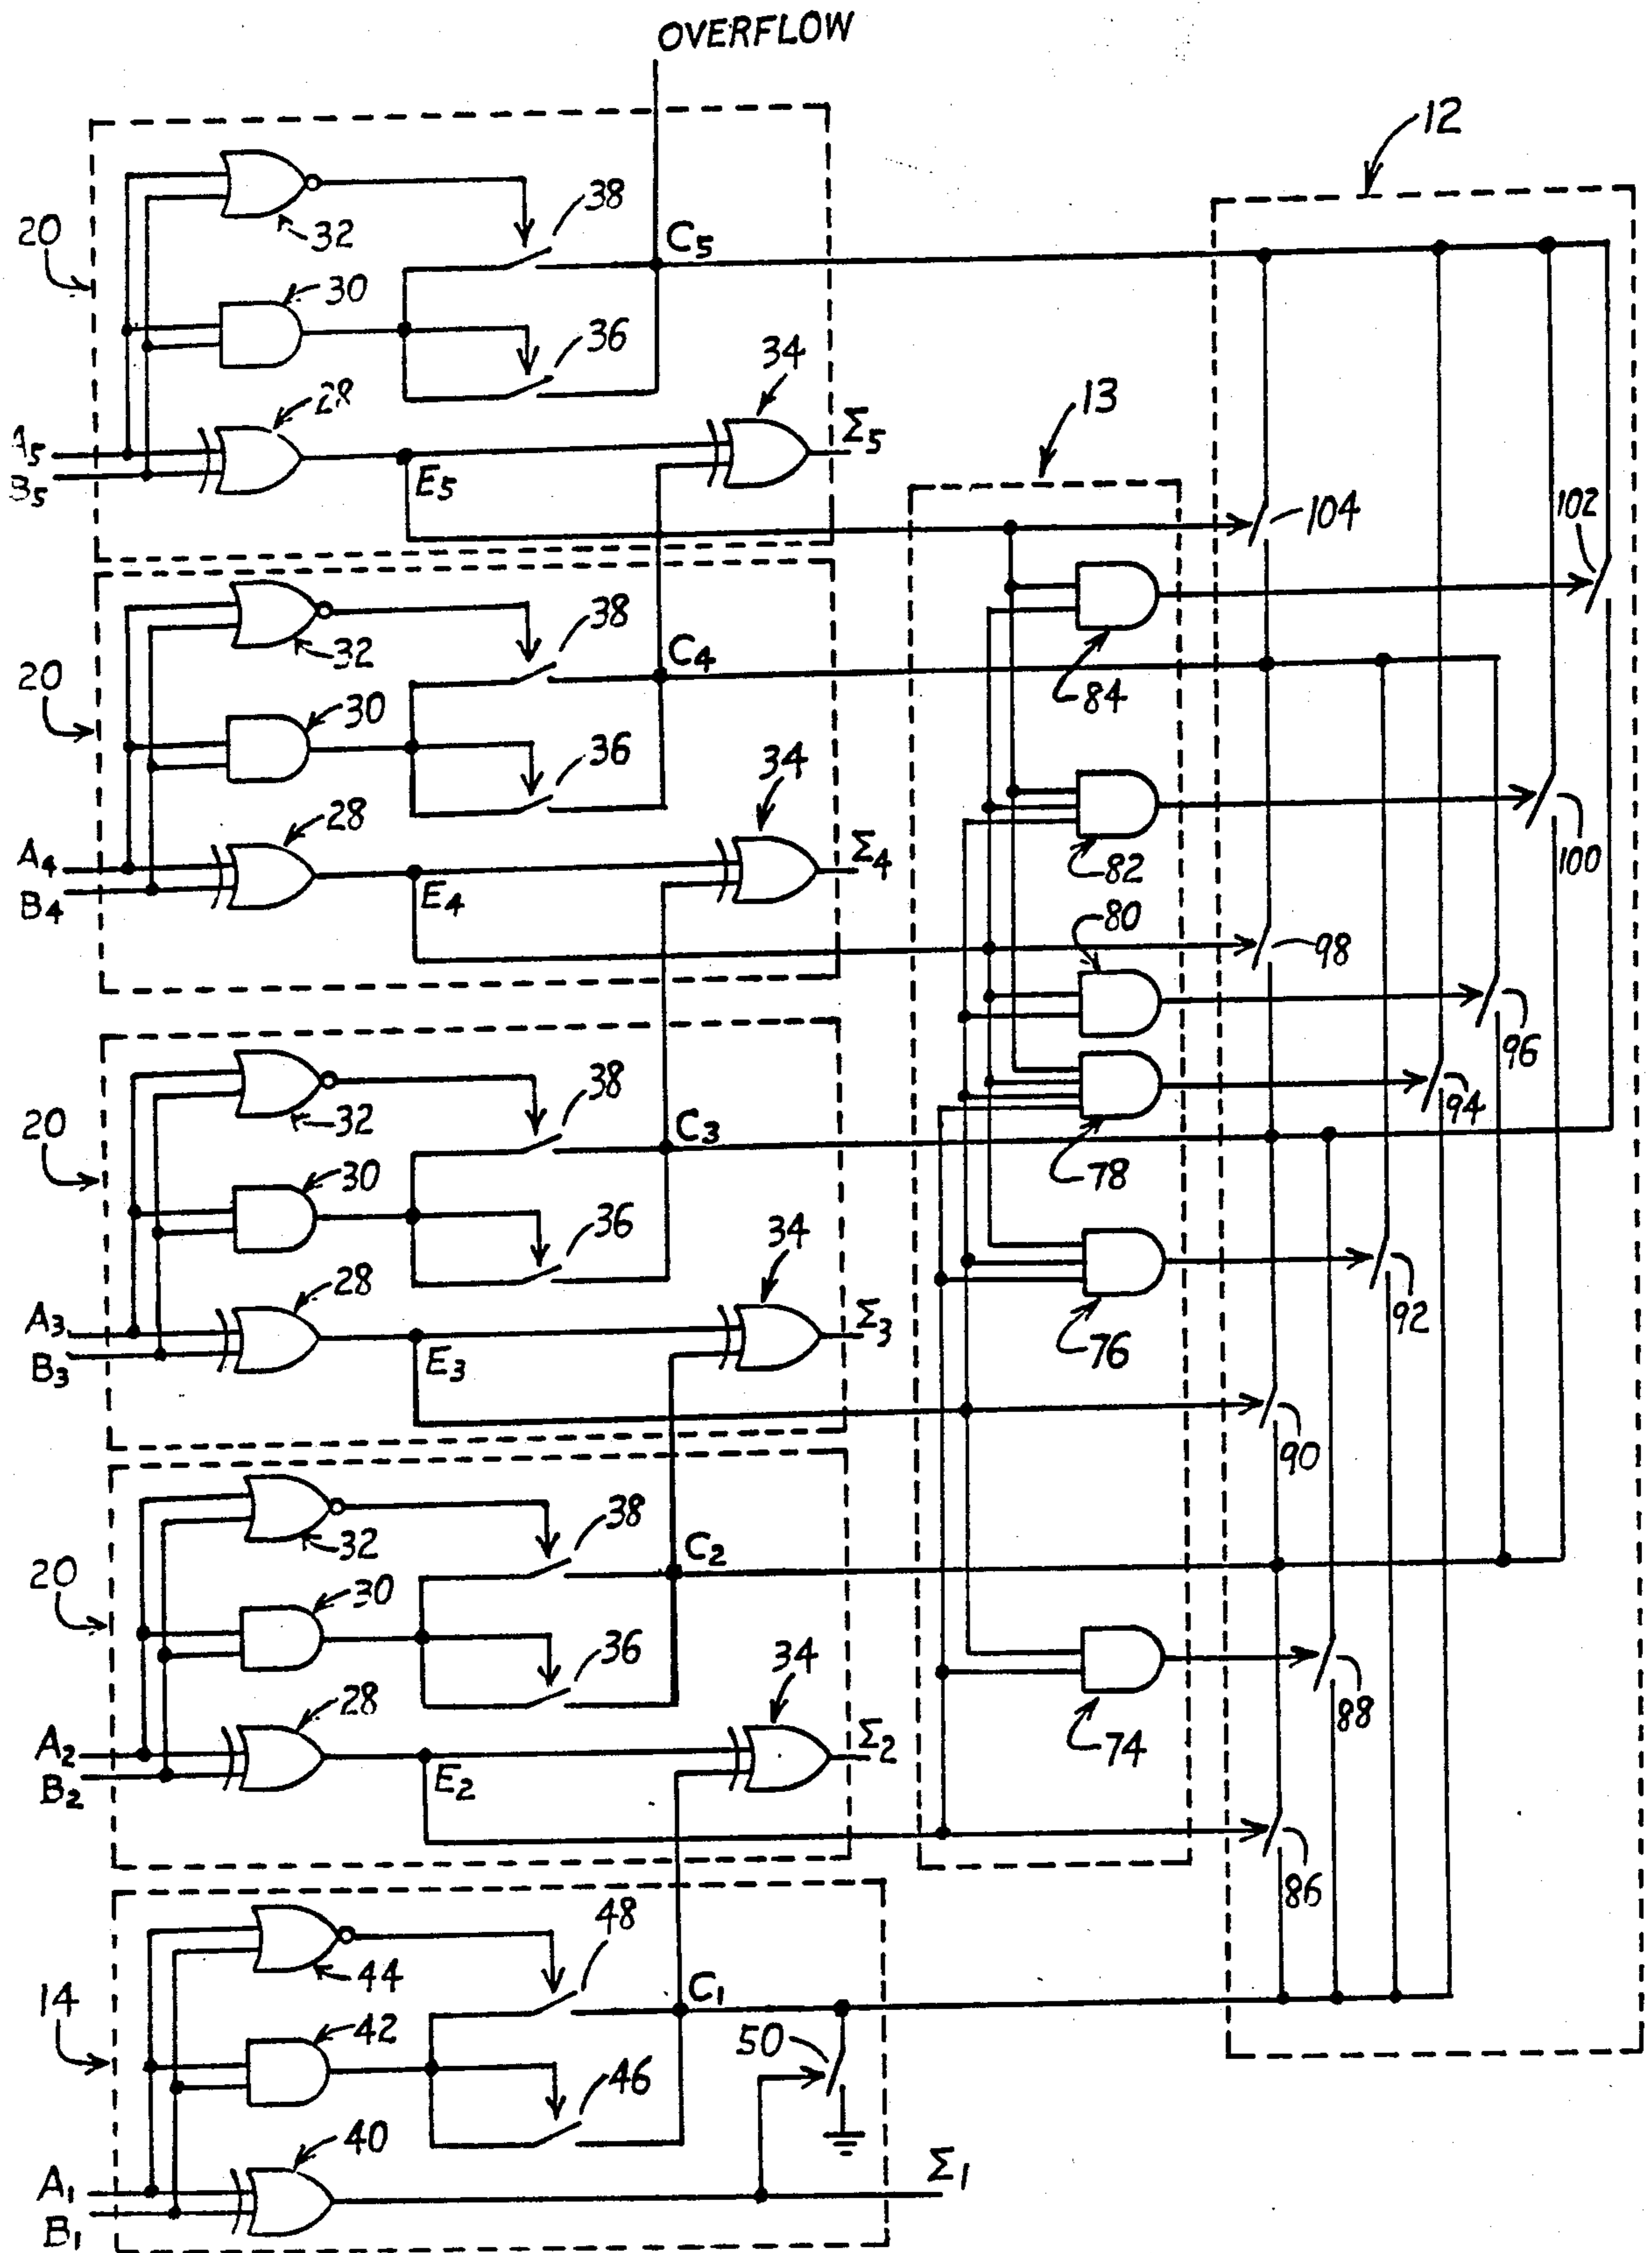 OVERFLOW
12
38
20
32
C₅
30
36
34
28
13
A₅
Σ₅
B₅
E₅
102
104
38
32
C₄
20
84
30
36
34
82
28
100
A₄
Σ₄
B₄
E₄
80
98
96
38
94
32
C₃
20
78
30
36
34
92
28
76
A₃
Σ₃
B₃
E₃
90
38
32
C₂
20
30
36
34
28
88
74
A₂
Σ₂
B₂
E₂
86
48
44
C₁
14
42
50
46
40
A₁
Σ₁
B₁